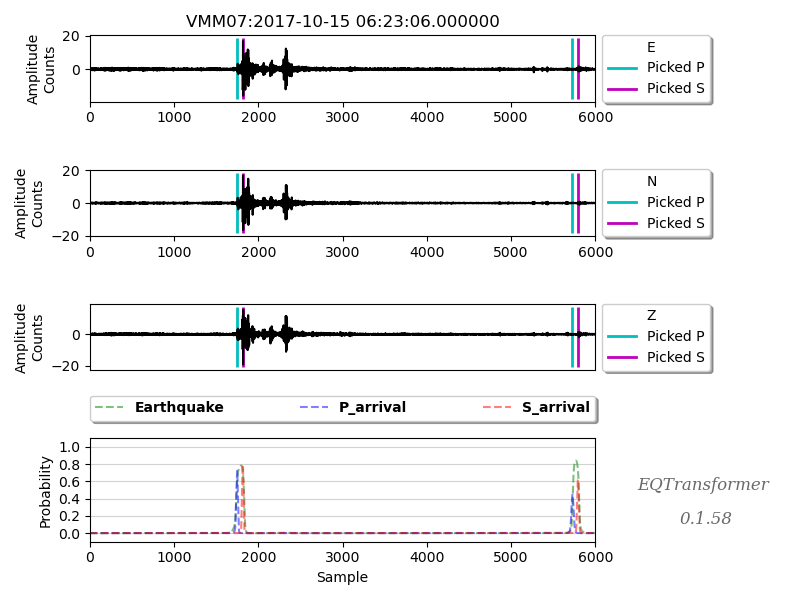 VMM07:2017-10-15 06:23:06.000000
20
0
Amplitude
Counts
0 1000 2000 3000 4000 5000 6000
E
Picked P
Picked S
20
0
−20
Amplitude
Counts
0 1000 2000 3000 4000 5000 6000
N
Picked P
Picked S
0
−20
Amplitude
Counts
0 1000 2000 3000 4000 5000 6000
Z
Picked P
Picked S
Earthquake P_arrival S_arrival
1.0
0.8
0.6
0.4
0.2
0.0
Probability
0 1000 2000 3000 4000 5000 6000
Sample
EQTransformer
0.1.58